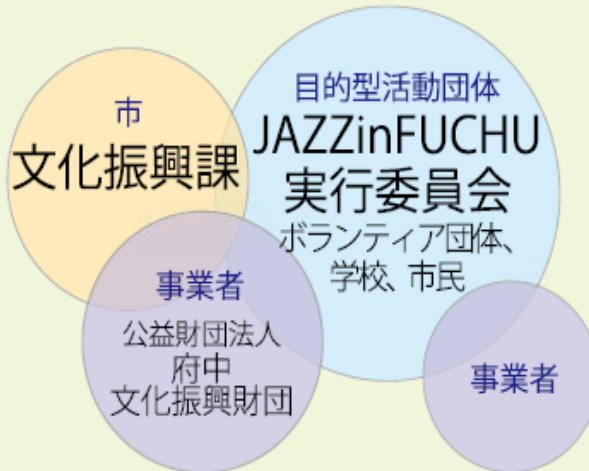 市
文化振興課
目的型活動団体
JAZZinFUCHU
実行委員会
ボランティア団体、
学校、市民
事業者
公益財団法人
府中
文化振興財団
事業者